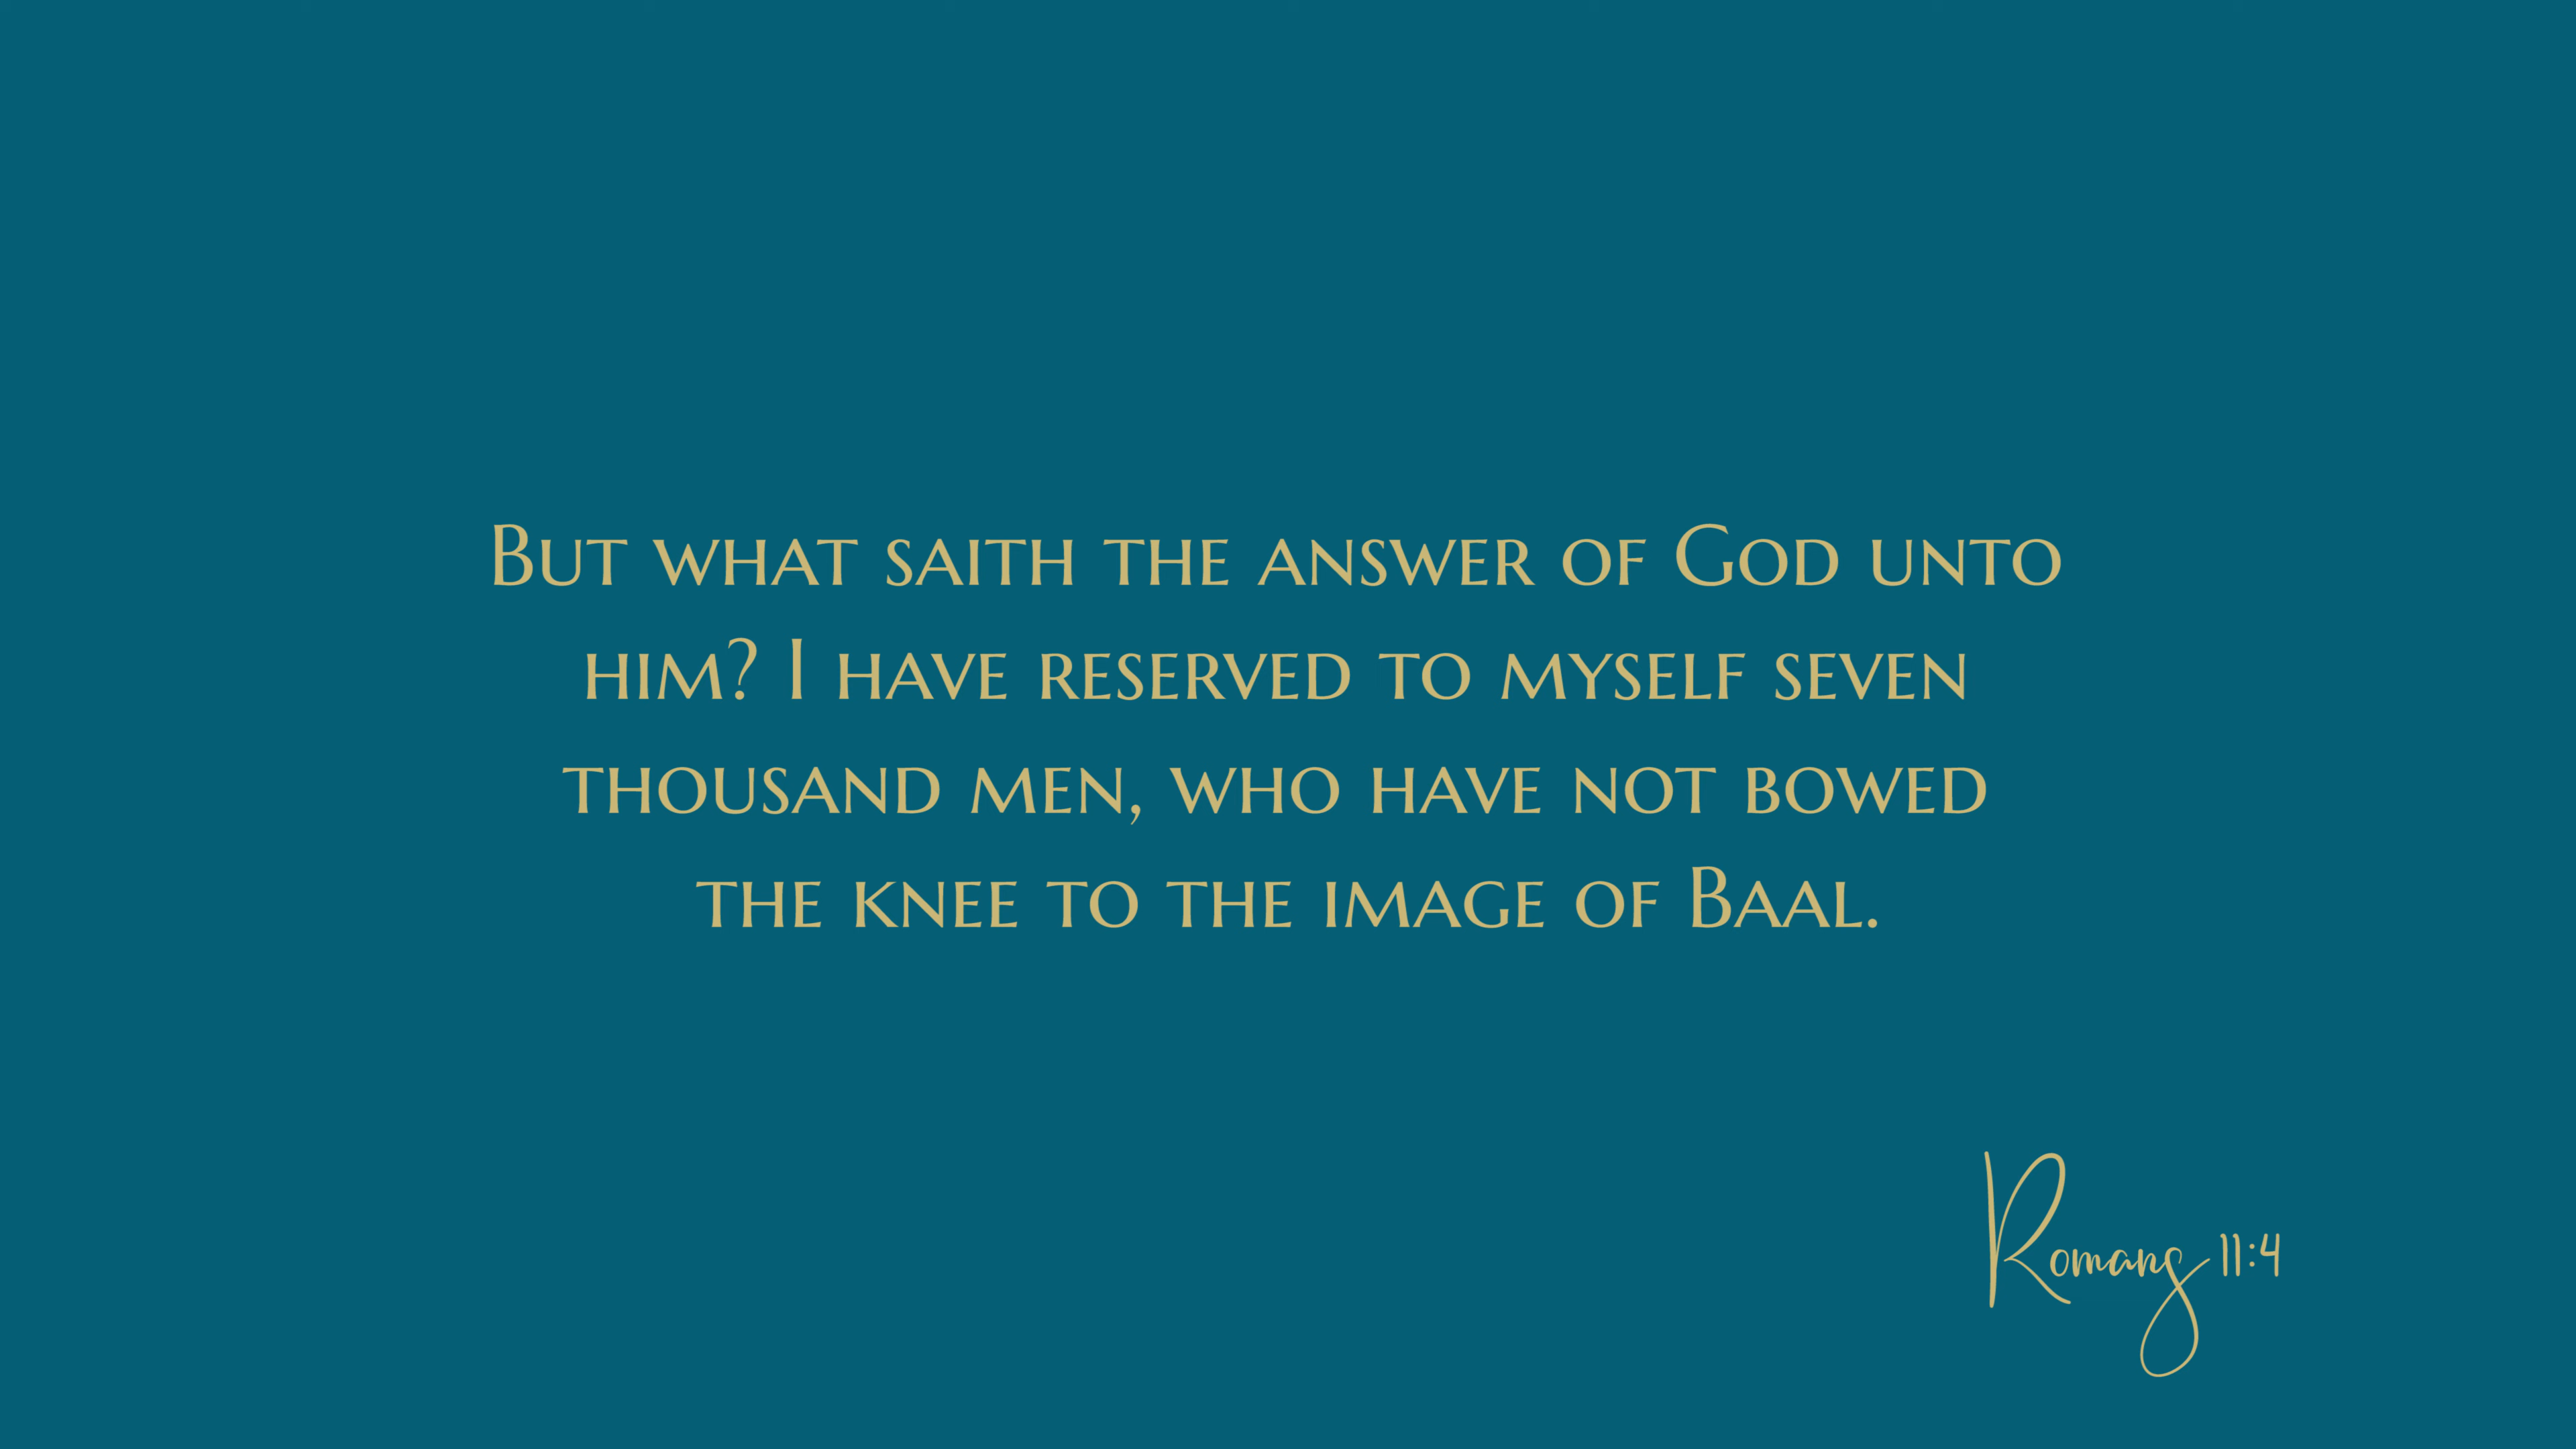 But what saith the answer of God unto
him? I have reserved to myself seven
thousand men, who have not bowed
the knee to the image of Baal.
Romans 11:4